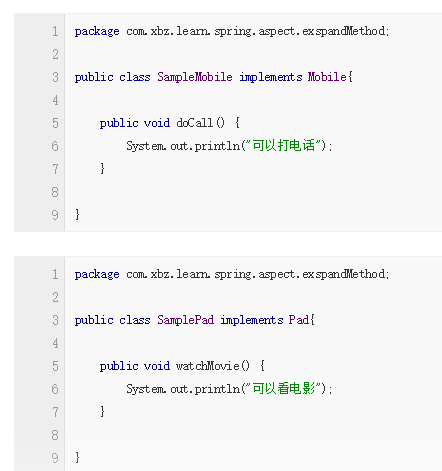 1 package com.xbz.learn.spring.aspect.exspandMethod;
2
3 public class SampleMobile implements Mobile{
4
5     public void doCall() {
6         System.out.println("可以打电话");
7     }
8
9 }
1 package com.xbz.learn.spring.aspect.exspandMethod;
2
3 public class SamplePad implements Pad{
4
5     public void watchMovie() {
6         System.out.println("可以看电影");
7     }
8
9 }